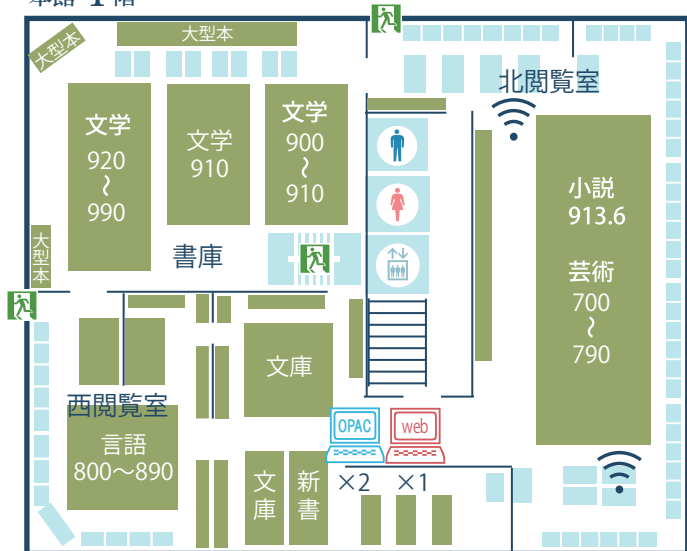 本館 1 階
大型本
大型本
文学
920
〜
990
文学
910
文学
900
〜
910
北閲覧室
小説
913.6
芸術
700
〜
790
大型本
書庫
文庫
西閲覧室
言語
800〜890
OPAC
web
×2
×1
文庫
新書